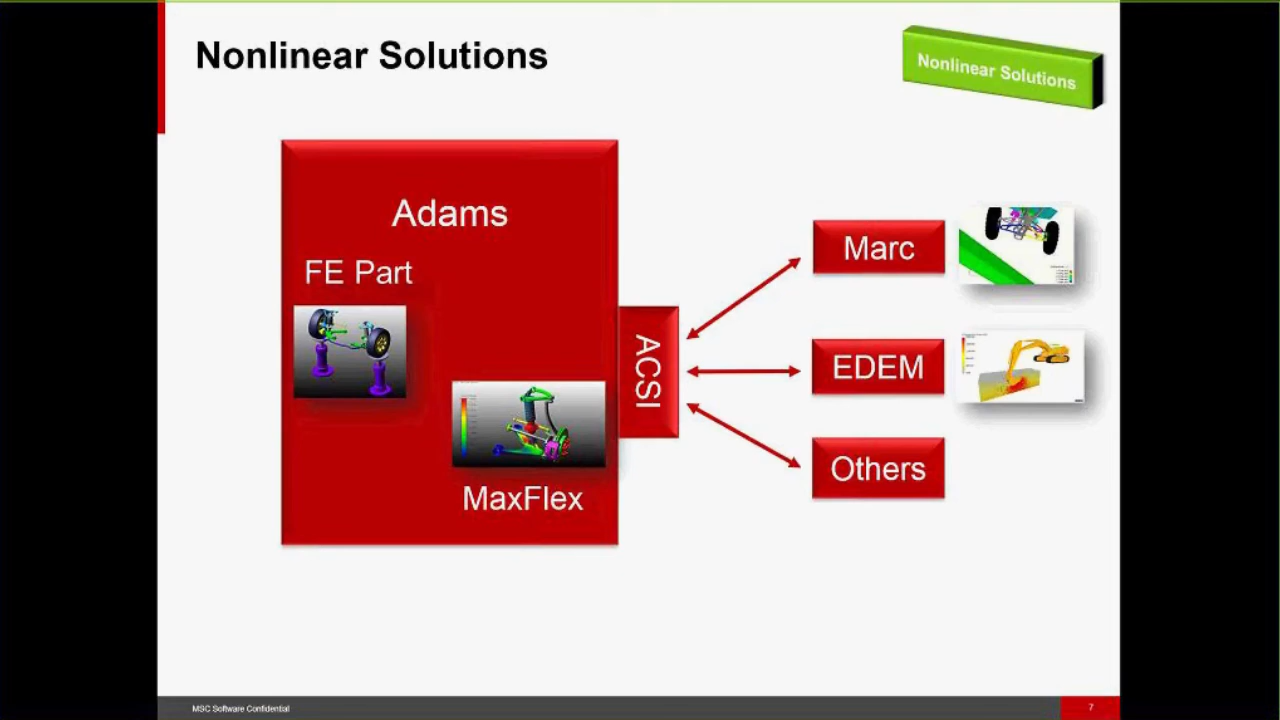 Nonlinear Solutions
Nonlinear Solutions
Adams
FE Part
MaxFlex
ACSI
Marc
EDEM
Others
MSC Software Confidential
7